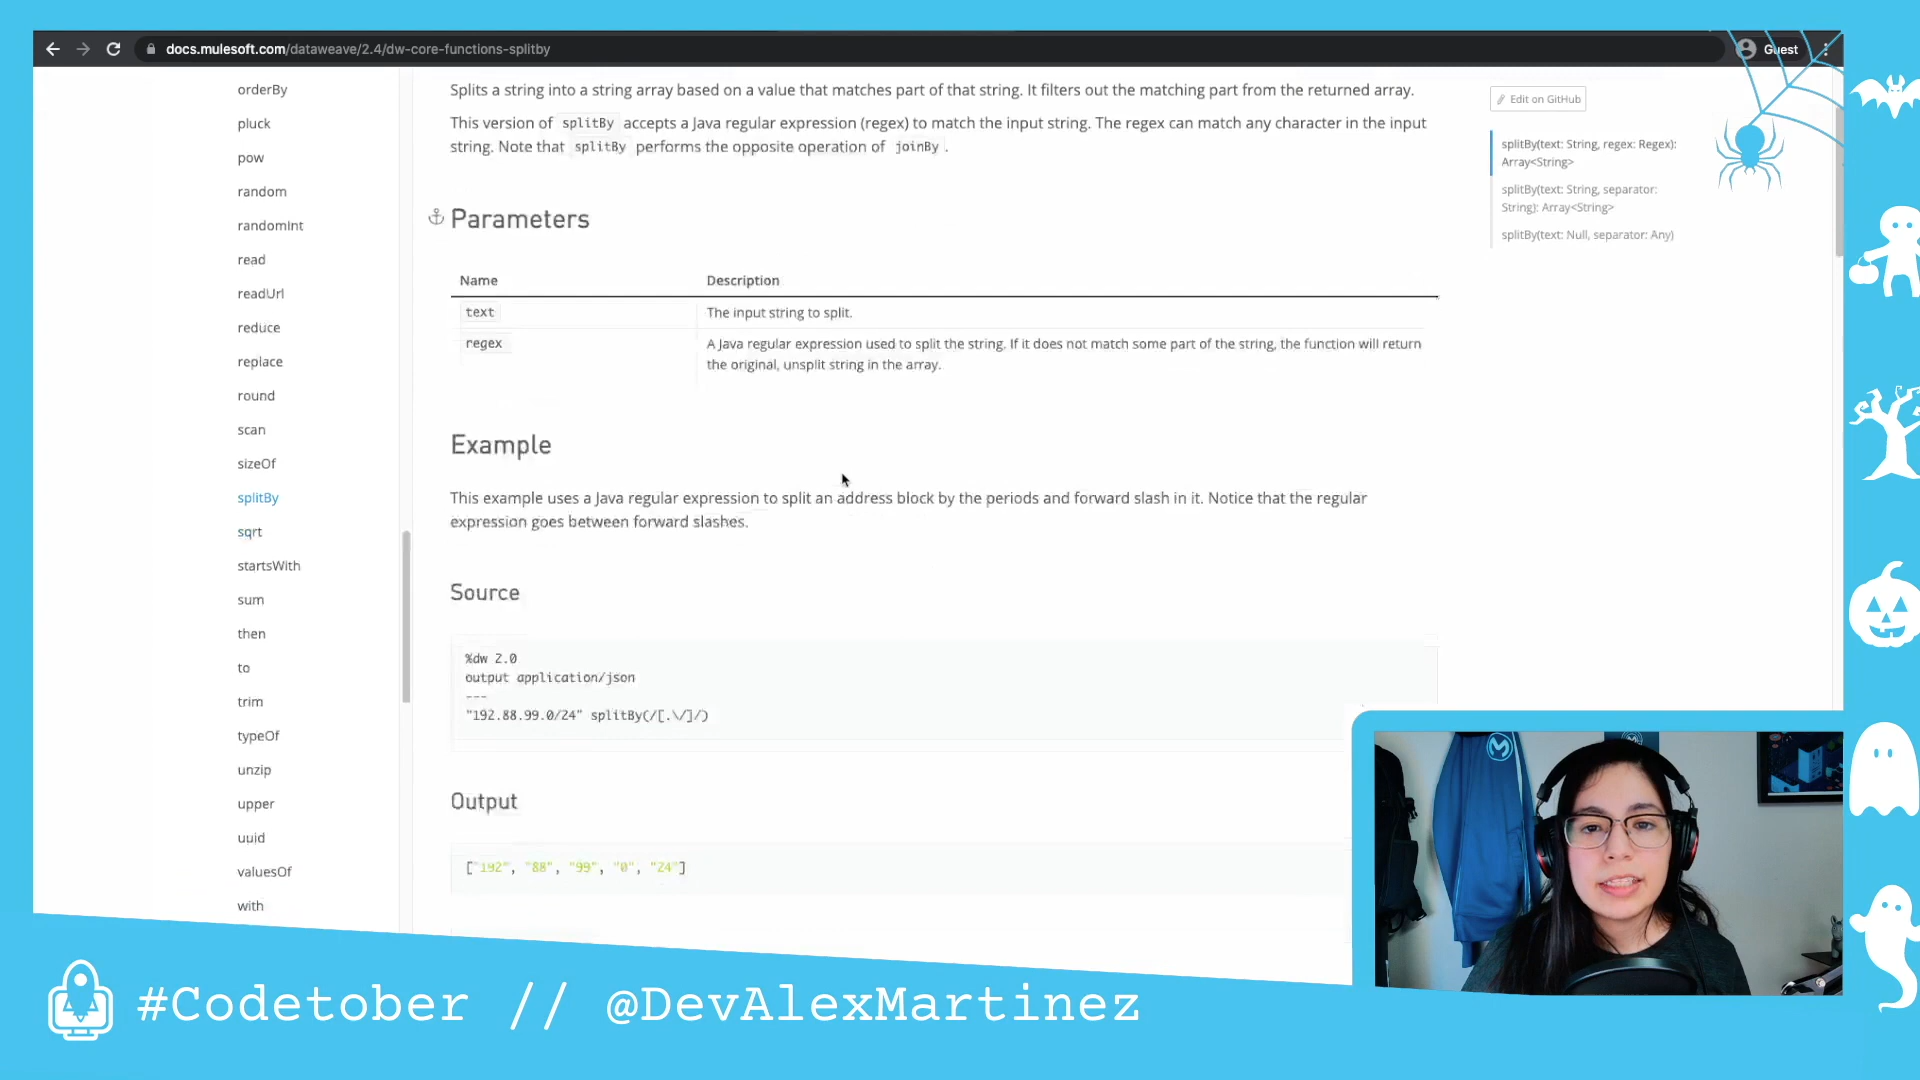 docs.mulesoft.com/dataweave/2.4/dw-core-functions-splitby
Guest
orderBy
pluck
pow
random
randomInt
read
readUrl
reduce
replace
round
scan
sizeOf
splitBy
sqrt
startsWith
sum
then
to
trim
typeOf
unzip
upper
uuid
valuesOf
with
Splits a string into a string array based on a value that matches part of that string. It filters out the matching part from the returned array.
This version of splitBy accepts a Java regular expression (regex) to match the input string. The regex can match any character in the input
string. Note that splitBy performs the opposite operation of joinBy .
Parameters
Name Description
text The input string to split.
regex A Java regular expression used to split the string. If it does not match some part of the string, the function will return
the original, unsplit string in the array.
Example
This example uses a Java regular expression to split an address block by the periods and forward slash in it. Notice that the regular
expression goes between forward slashes.
Source
%dw 2.0
output application/json
---
"192.88.99.0/24" splitBy(/[.\/]/)
Output
["192", "88", "99", "0", "24"]
Edit on GitHub
splitBy(text: String, regex: Regex):
Array<String>
splitBy(text: String, separator:
String): Array<String>
splitBy(text: Null, separator: Any)
#Codetober // @DevAlexMartinez